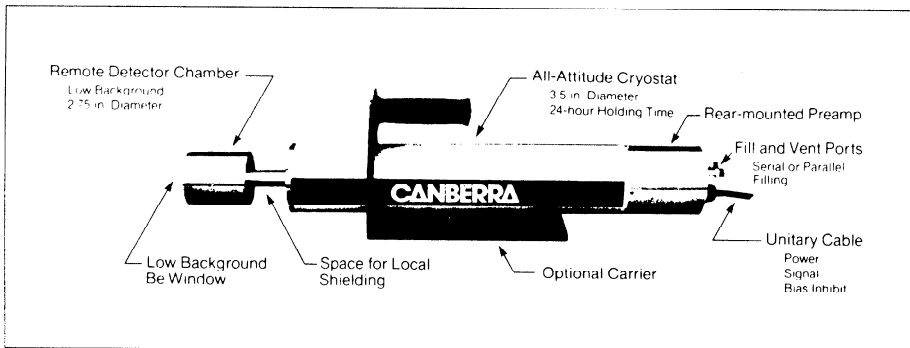 Remote Detector Chamber
Low Background
2.75 in. Diameter
All-Attitude Cryostat
3.5 in. Diameter
24-hour Holding Time
Rear-mounted Preamp
Fill and Vent Ports
Serial or Parallel
Filling
CANBERRA
Low Background
Be Window
Space for Local
Shielding
Optional Carrier
Unitary Cable
Power
Signal
Bias Inhibit